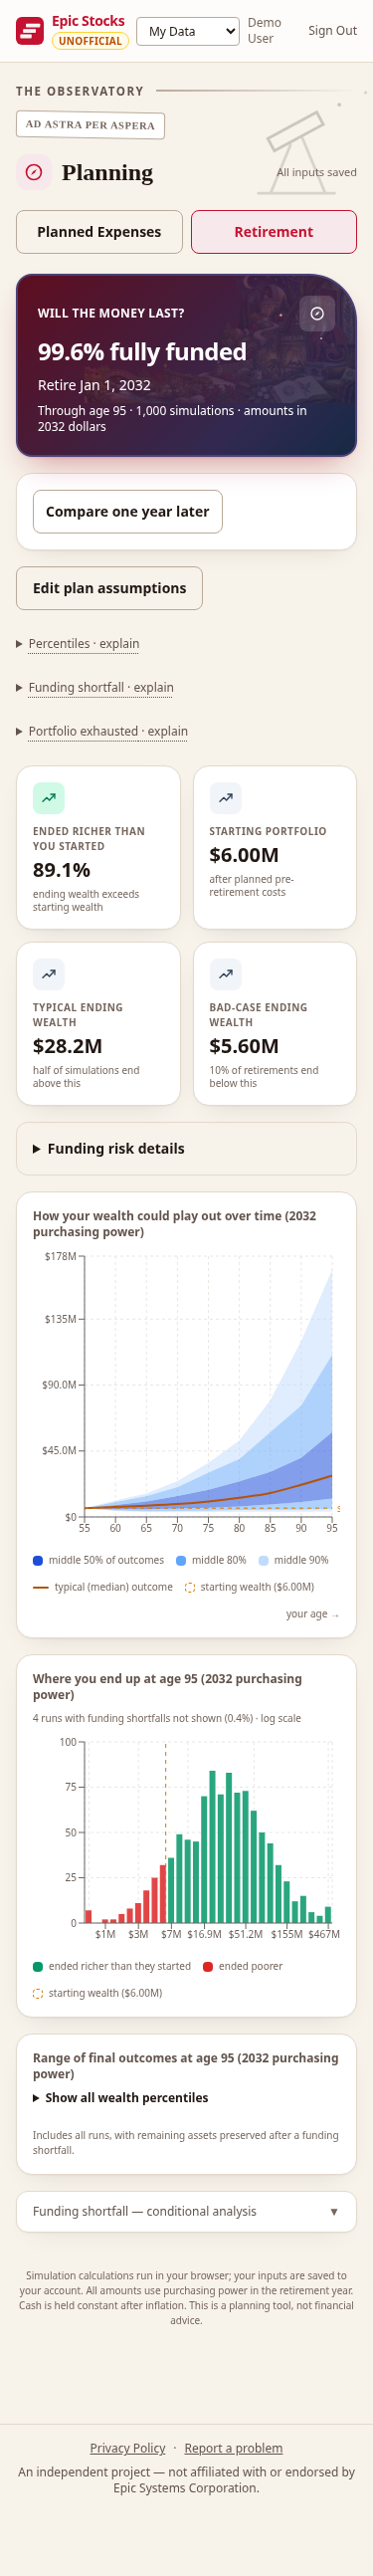 Epic Stocks
UNOFFICIAL
My Data
Demo User
Sign Out
THE OBSERVATORY
AD ASTRA PER ASPERA
Planning
All inputs saved
Planned Expenses
Retirement
WILL THE MONEY LAST?
99.6% fully funded
Retire Jan 1, 2032
Through age 95 · 1,000 simulations · amounts in
2032 dollars
Compare one year later
Edit plan assumptions
Percentiles · explain
Funding shortfall · explain
Portfolio exhausted · explain
ENDED RICHER THAN
YOU STARTED
89.1%
ending wealth exceeds
starting wealth
STARTING PORTFOLIO
$6.00M
after planned pre-
retirement costs
TYPICAL ENDING
WEALTH
$28.2M
half of simulations end
above this
BAD-CASE ENDING
WEALTH
$5.60M
10% of retirements end
below this
Funding risk details
How your wealth could play out over time (2032
purchasing power)
$178M
$135M
$90.0M
$45.0M
$0
55 60 65 70 75 80 85 90 95
middle 50% of outcomes
middle 80%
middle 90%
typical (median) outcome
starting wealth ($6.00M)
your age →
Where you end up at age 95 (2032 purchasing
power)
4 runs with funding shortfalls not shown (0.4%) · log scale
100
75
50
25
0
$1M $3M $7M $16.9M $51.2M $155M $467M
ended richer than they started
ended poorer
starting wealth ($6.00M)
Range of final outcomes at age 95 (2032 purchasing
power)
Show all wealth percentiles
Includes all runs, with remaining assets preserved after a funding
shortfall.
Funding shortfall — conditional analysis
Simulation calculations run in your browser; your inputs are saved to
your account. All amounts use purchasing power in the retirement year.
Cash is held constant after inflation. This is a planning tool, not financial
advice.
Privacy Policy · Report a problem
An independent project — not affiliated with or endorsed by
Epic Systems Corporation.